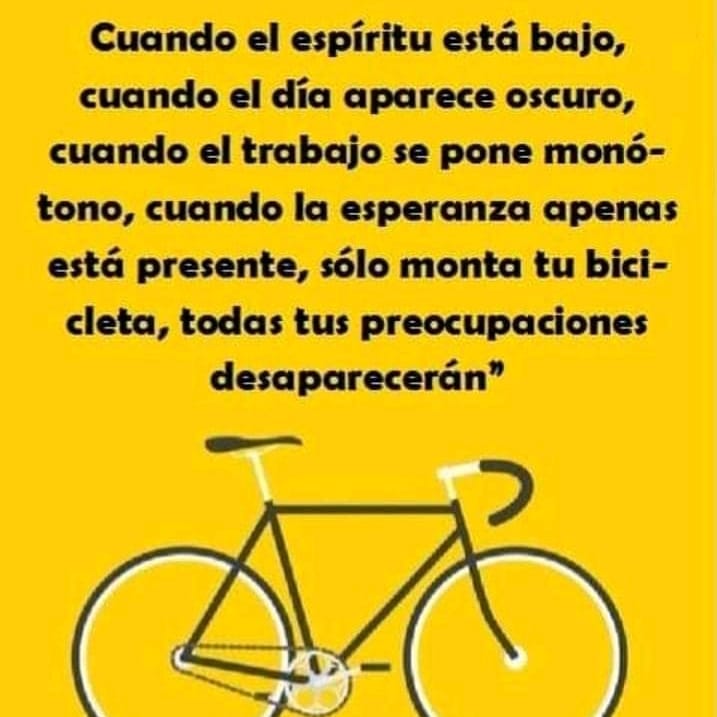 Cuando el espíritu está bajo,
cuando el día aparece oscuro,
cuando el trabajo se pone monó-
tono, cuando la esperanza apenas
está presente, sólo monta tu bici-
cleta, todas tus preocupaciones
desaparecerán”